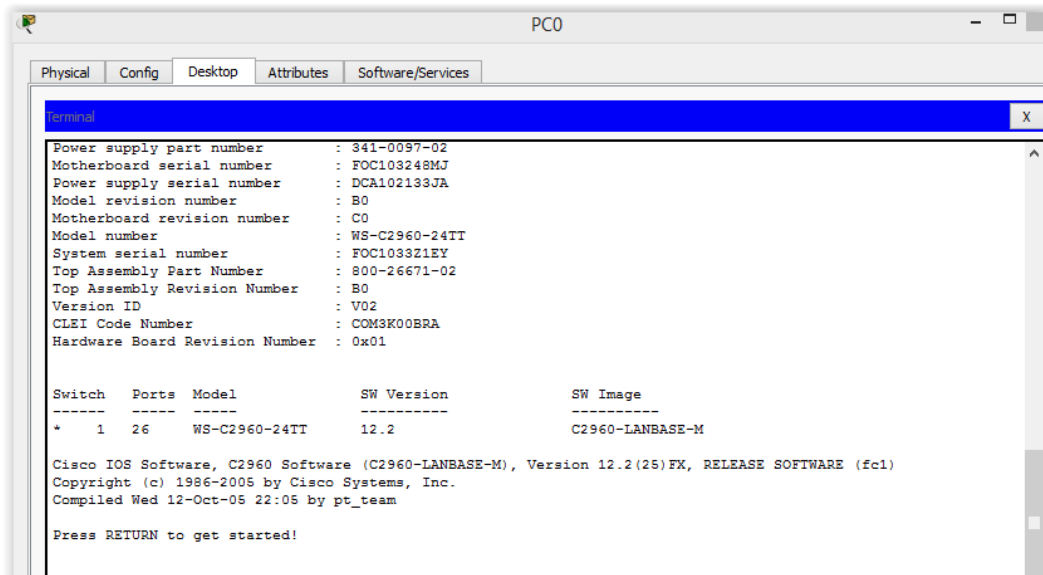 PC0
Physical Config Desktop Attributes Software/Services
Terminal X
Power supply part number : 341-0097-02
Motherboard serial number : FOC103248MJ
Power supply serial number : DCA102133JA
Model revision number : B0
Motherboard revision number : C0
Model number : WS-C2960-24TT
System serial number : FOC1033Z1EY
Top Assembly Part Number : 800-26671-02
Top Assembly Revision Number : B0
Version ID : V02
CLEI Code Number : COM3K00BRA
Hardware Board Revision Number : 0x01
Switch Ports Model SW Version SW Image
------ ----- ----- ---------- ----------
* 1 26 WS-C2960-24TT 12.2 C2960-LANBASE-M
Cisco IOS Software, C2960 Software (C2960-LANBASE-M), Version 12.2(25)FX, RELEASE SOFTWARE (fc1)
Copyright (c) 1986-2005 by Cisco Systems, Inc.
Compiled Wed 12-Oct-05 22:05 by pt_team
Press RETURN to get started!